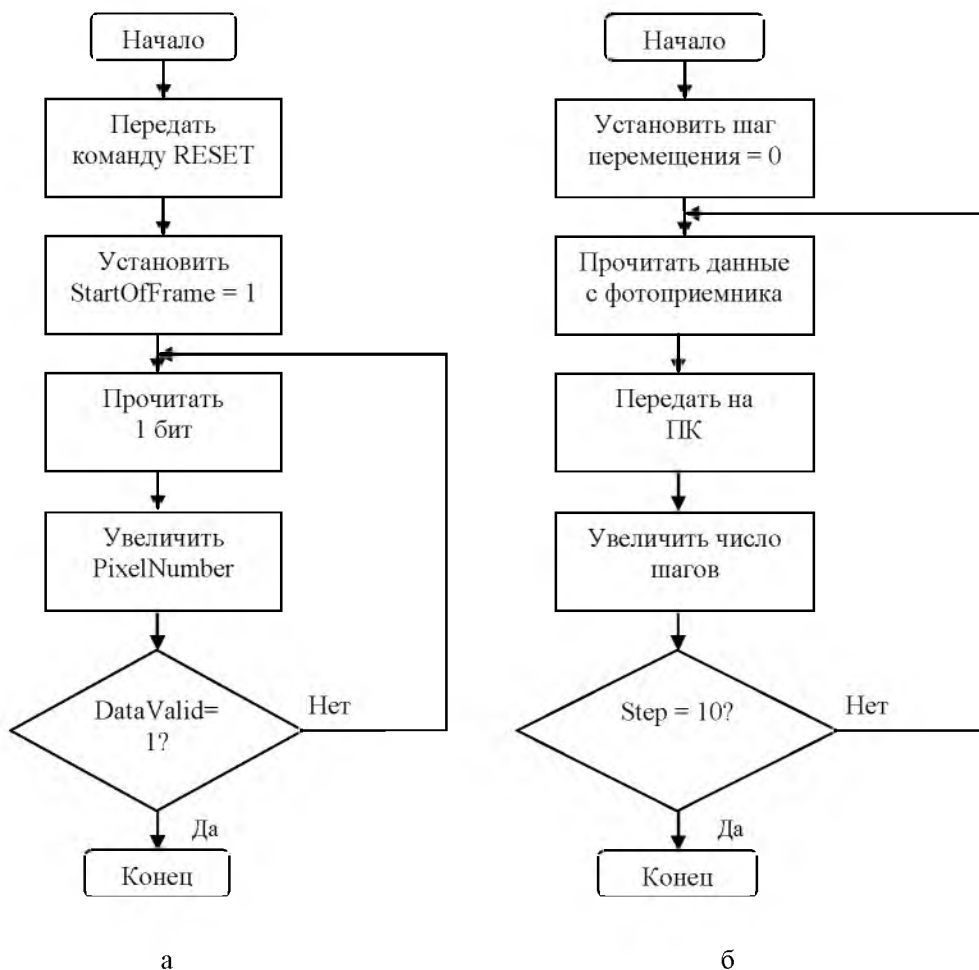 Начало
Передать
команду RESET
Установить
StartOfFrame = 1
Прочитать
1 бит
Увеличить
PixelNumber
DataValid=
1?
Нет
Да
Конец
а
Начало
Установить шаг
перемещения = 0
Прочитать данные
с фотоприемника
Передать на
ПК
Увеличить число
шагов
Step = 10?
Нет
Да
Конец
б